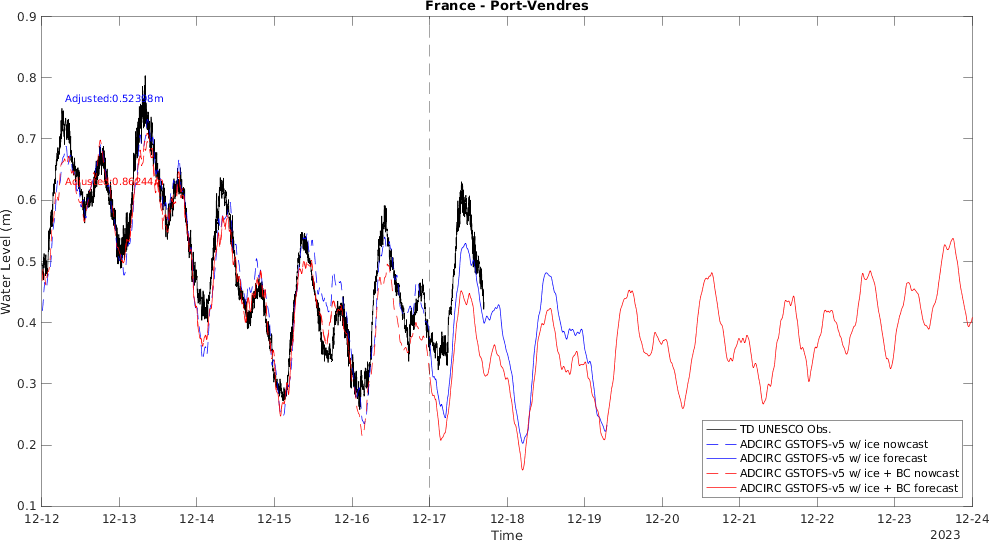 France - Port-Vendres
0.9
0.8
0.7
0.6
0.5
0.4
0.3
0.2
0.1
Water Level (m)
Adjusted:0.52398m
Adjusted:0.86244m
TD UNESCO Obs.
ADCIRC GSTOFS-v5 w/ ice nowcast
ADCIRC GSTOFS-v5 w/ ice forecast
ADCIRC GSTOFS-v5 w/ ice + BC nowcast
ADCIRC GSTOFS-v5 w/ ice + BC forecast
12-12 12-13 12-14 12-15 12-16 12-17 12-18 12-19 12-20 12-21 12-22 12-23 12-24
Time
2023